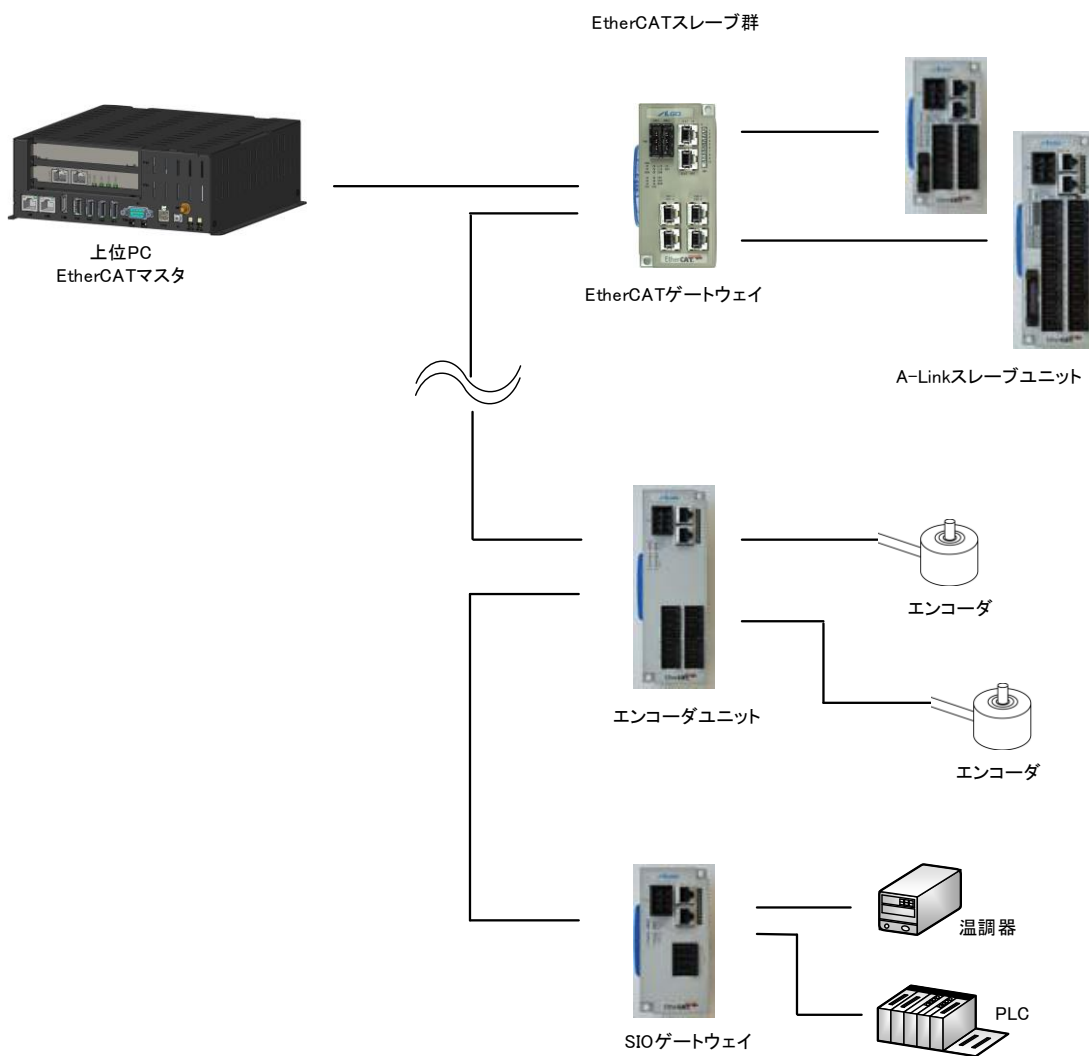 EtherCATスレーブ群
上位PC
EtherCATマスタ
EtherCAT
EtherCATゲートウェイ
EtherCAT
A-Linkスレーブユニット
エンコーダ
EtherCAT
エンコーダユニット
エンコーダ
温調器
EtherCAT
PLC
SIOゲートウェイ